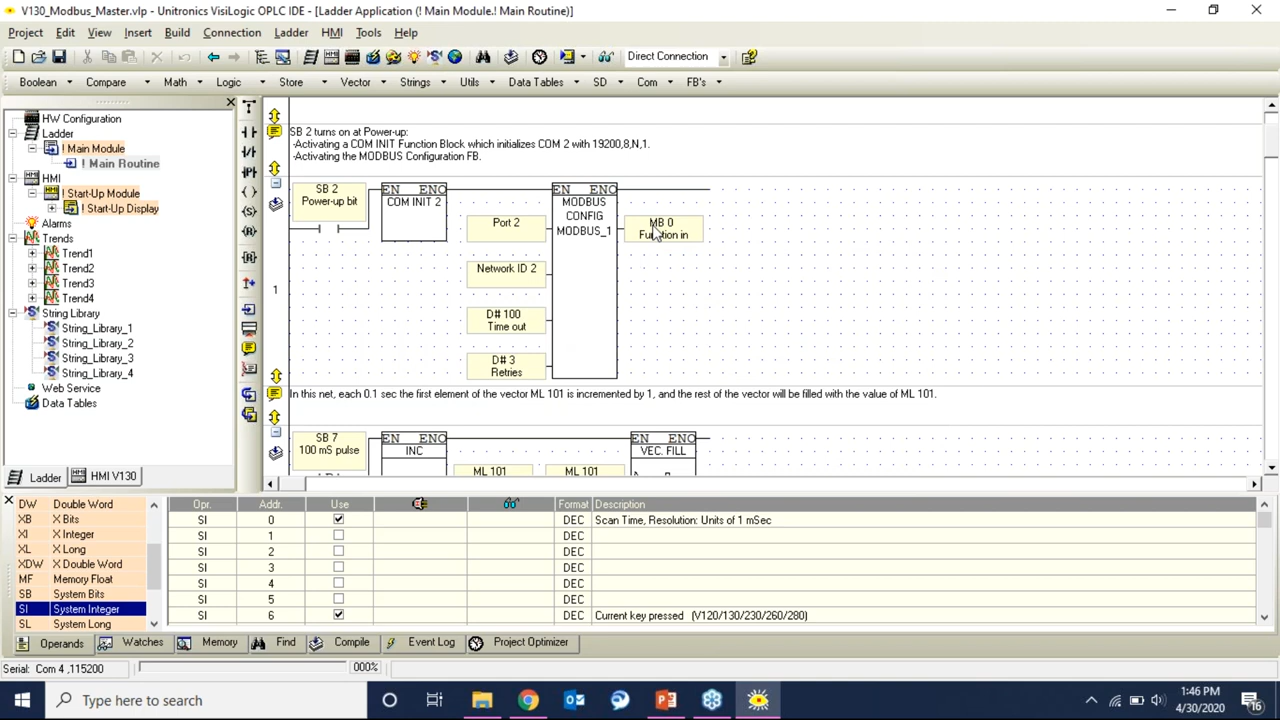 V130_Modbus_Master.vlp - Unitronics VisiLogic OPLC IDE - [Ladder Application (! Main Module.! Main Routine)]
Project Edit View Insert Build Connection Ladder HMI Tools Help
Direct Connection
Boolean Compare Math Logic Store Vector Strings Utils Data Tables SD Com FB's
HW Configuration
Ladder
! Main Module
! Main Routine
HMI
! Start-Up Module
! Start-Up Display
Alarms
Trends
Trend1
Trend2
Trend3
Trend4
String Library
String_Library_1
String_Library_2
String_Library_3
String_Library_4
Web Service
Data Tables
Ladder HMI V130
SB 2 turns on at Power-up:
-Activating a COM INIT Function Block which initializes COM 2 with 19200,8,N,1.
-Activating the MODBUS Configuration FB.
1
SB 2
Power-up bit
EN ENO
COM INIT 2
EN ENO
MODBUS
CONFIG
MODBUS_1
Port 2
Network ID 2
D# 100
Time out
D# 3
Retries
MB 0
Function in
In this net, each 0.1 sec the first element of the vector ML 101 is incremented by 1, and the rest of the vector will be filled with the value of ML 101.
SB 7
100 mS pulse
EN ENO
INC
ML 101
ML 101
EN ENO
VEC. FILL
DW Double Word
XB X Bits
XI X Integer
XL X Long
XDW X Double Word
MF Memory Float
SB System Bits
SI System Integer
SL System Long
Opr. Addr. Use Format Description
SI 0 DEC Scan Time, Resolution: Units of 1 mSec
SI 1 DEC
SI 2 DEC
SI 3 DEC
SI 4 DEC
SI 5 DEC
SI 6 DEC Current key pressed (V120/130/230/260/280)
Operands Watches Memory Find Compile Event Log Project Optimizer
Serial: Com 4 ,115200 000%
Type here to search
1:46 PM
4/30/2020
16